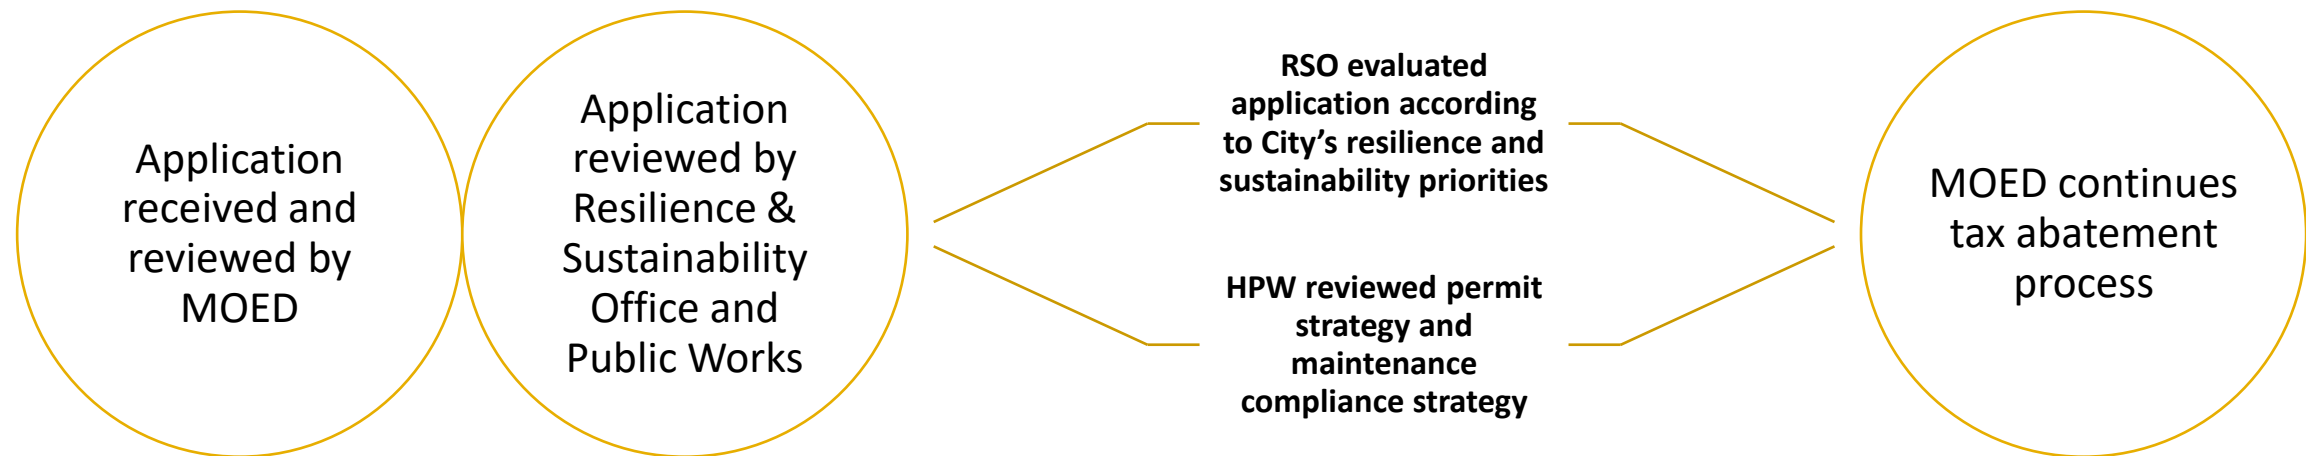 Application
received and
reviewed by
MOED
Application
reviewed by
Resilience &
Sustainability
Office and
Public Works
RSO evaluated
application according
to City’s resilience and
sustainability priorities
HPW reviewed permit
strategy and
maintenance
compliance strategy
MOED continues
tax abatement
process